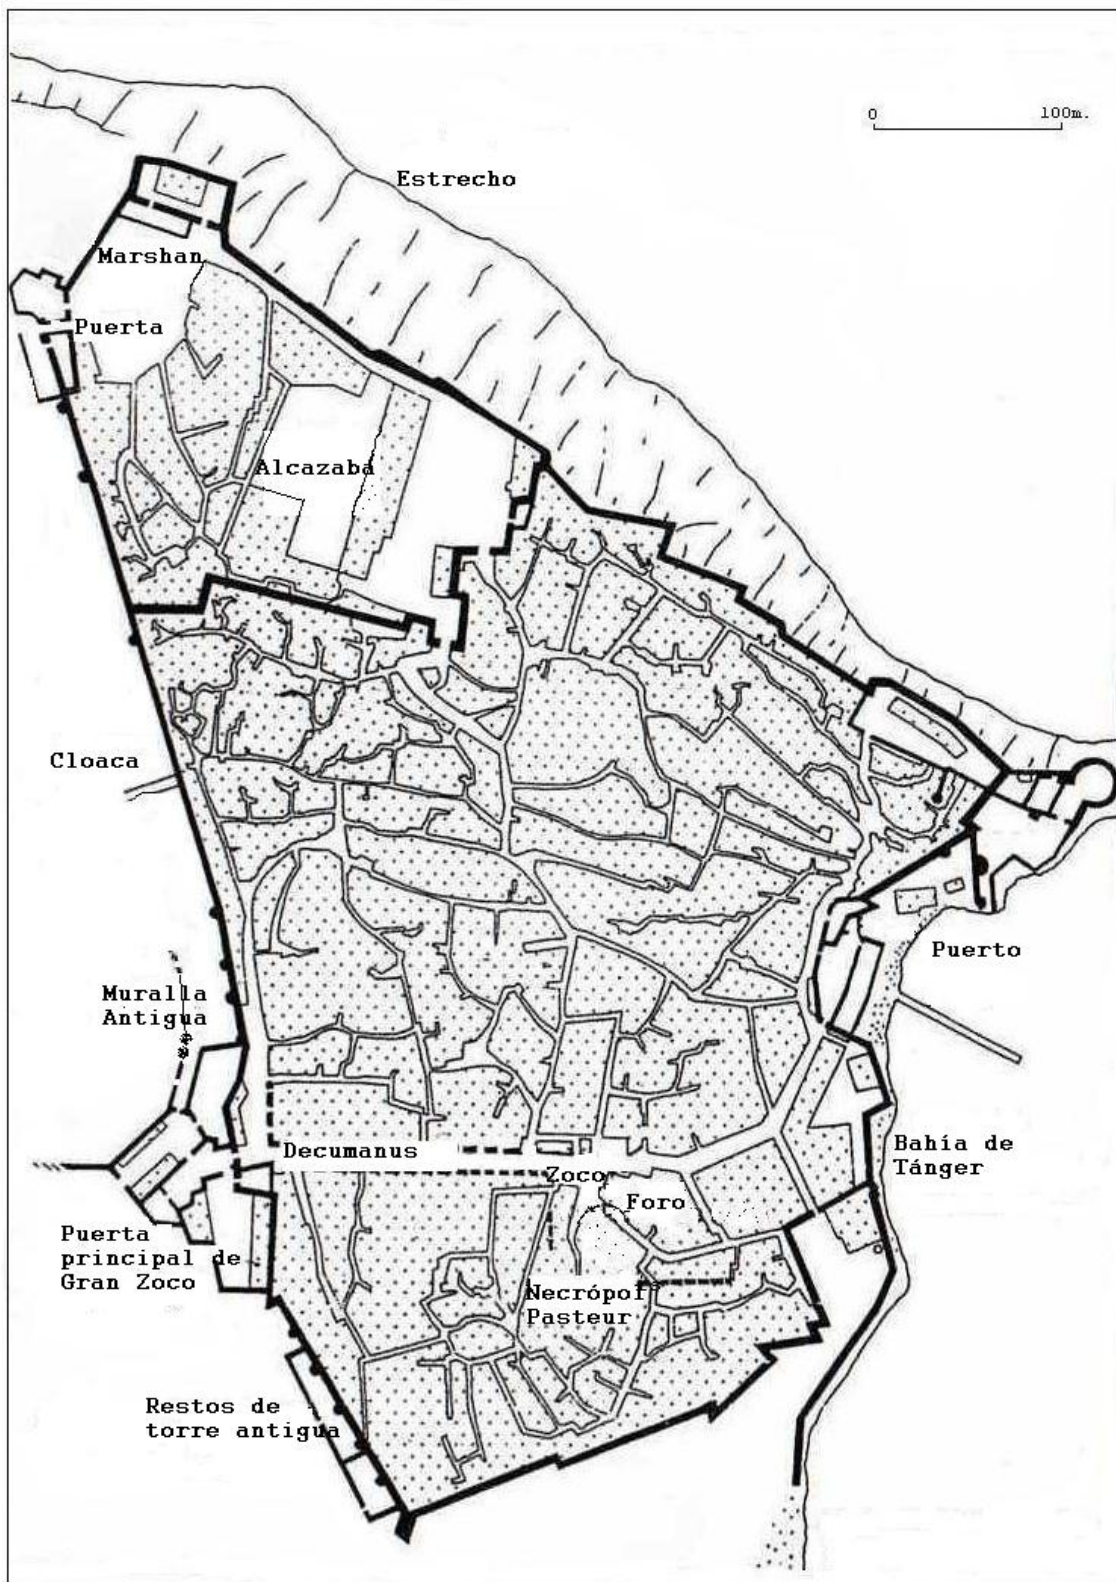 0 100m.
Estrecho
Marshan
Puerta
Alcazaba
Cloaca
Puerto
Muralla
Antigua
Decumanus
Bahía de
Tánger
Zoco
Foro
Puerta
principal de
Gran Zoco
Necrópol s
Pasteur
Restos de
torre antigua